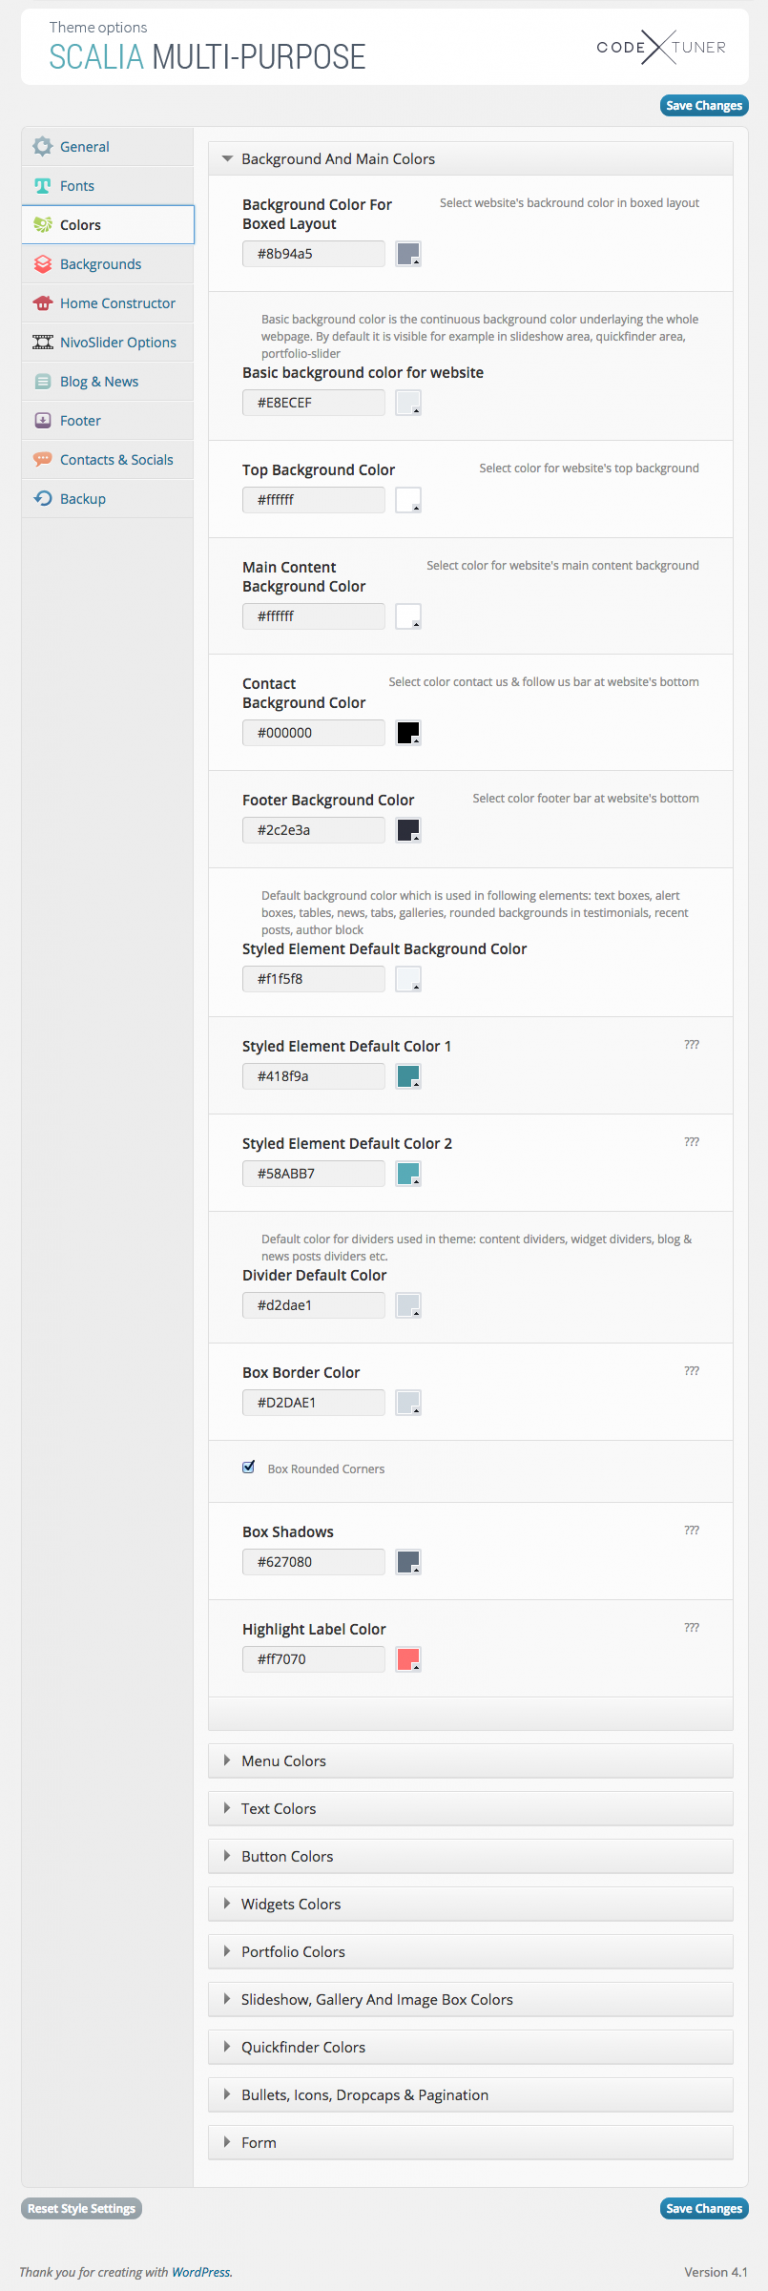 Theme options
SCALIA MULTI-PURPOSE
CODE TUNER
Save Changes
General
Fonts
Colors
Backgrounds
Home Constructor
NivoSlider Options
Blog & News
Footer
Contacts & Socials
Backup
Background And Main Colors
Background Color For
Boxed Layout
Select website's backround color in boxed layout
#8b94a5
Basic background color is the continuous background color underlaying the whole
webpage. By default it is visible for example in slideshow area, quickfinder area,
portfolio-slider
Basic background color for website
#E8ECEF
Top Background Color
Select color for website's top background
#ffffff
Main Content
Background Color
Select color for website's main content background
#ffffff
Contact
Background Color
Select color contact us & follow us bar at website's bottom
#000000
Footer Background Color
Select color footer bar at website's bottom
#2c2e3a
Default background color which is used in following elements: text boxes, alert
boxes, tables, news, tabs, galleries, rounded backgrounds in testimonials, recent
posts, author block
Styled Element Default Background Color
#f1f5f8
Styled Element Default Color 1
???
#418f9a
Styled Element Default Color 2
???
#58ABB7
Default color for dividers used in theme: content dividers, widget dividers, blog &
news posts dividers etc.
Divider Default Color
#d2dae1
Box Border Color
???
#D2DAE1
Box Rounded Corners
Box Shadows
???
#627080
Highlight Label Color
???
#ff7070
Menu Colors
Text Colors
Button Colors
Widgets Colors
Portfolio Colors
Slideshow, Gallery And Image Box Colors
Quickfinder Colors
Bullets, Icons, Dropcaps & Pagination
Form
Reset Style Settings
Save Changes
Thank you for creating with WordPress.
Version 4.1